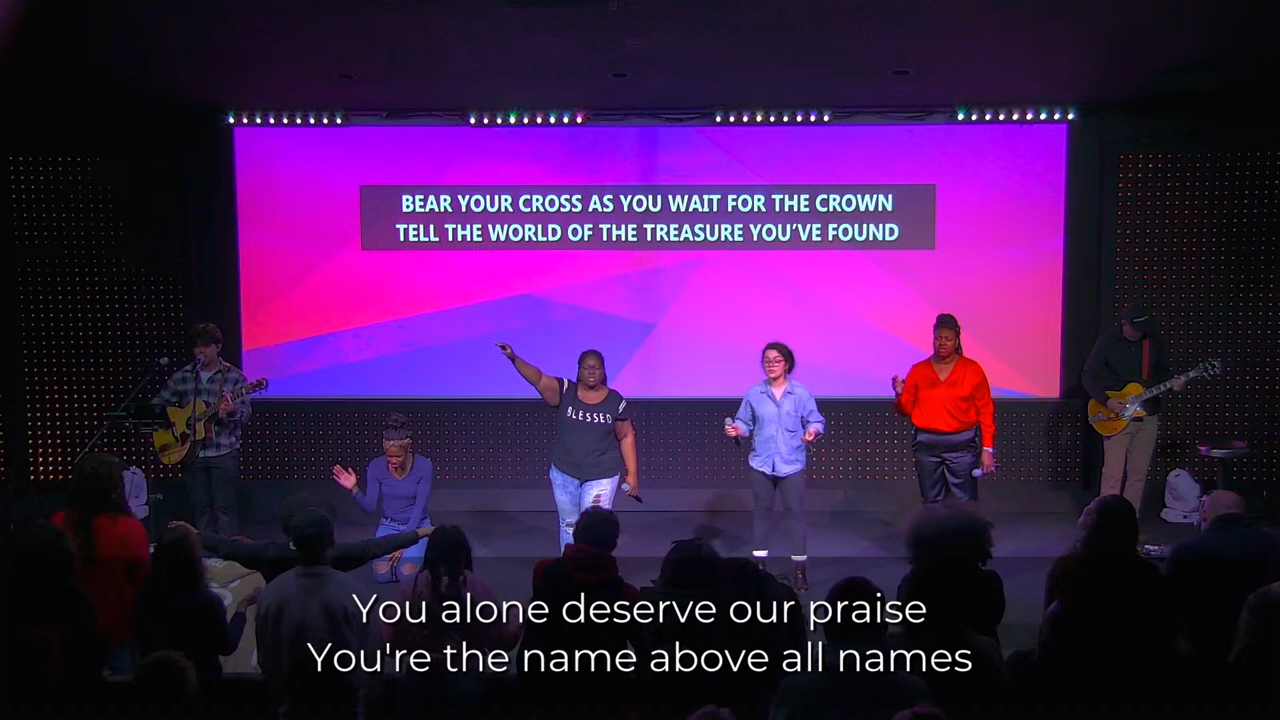 BEAR YOUR CROSS AS YOU WAIT FOR THE CROWN
TELL THE WORLD OF THE TREASURE YOU'VE FOUND
BLESSED
You alone deserve our praise
You're the name above all names